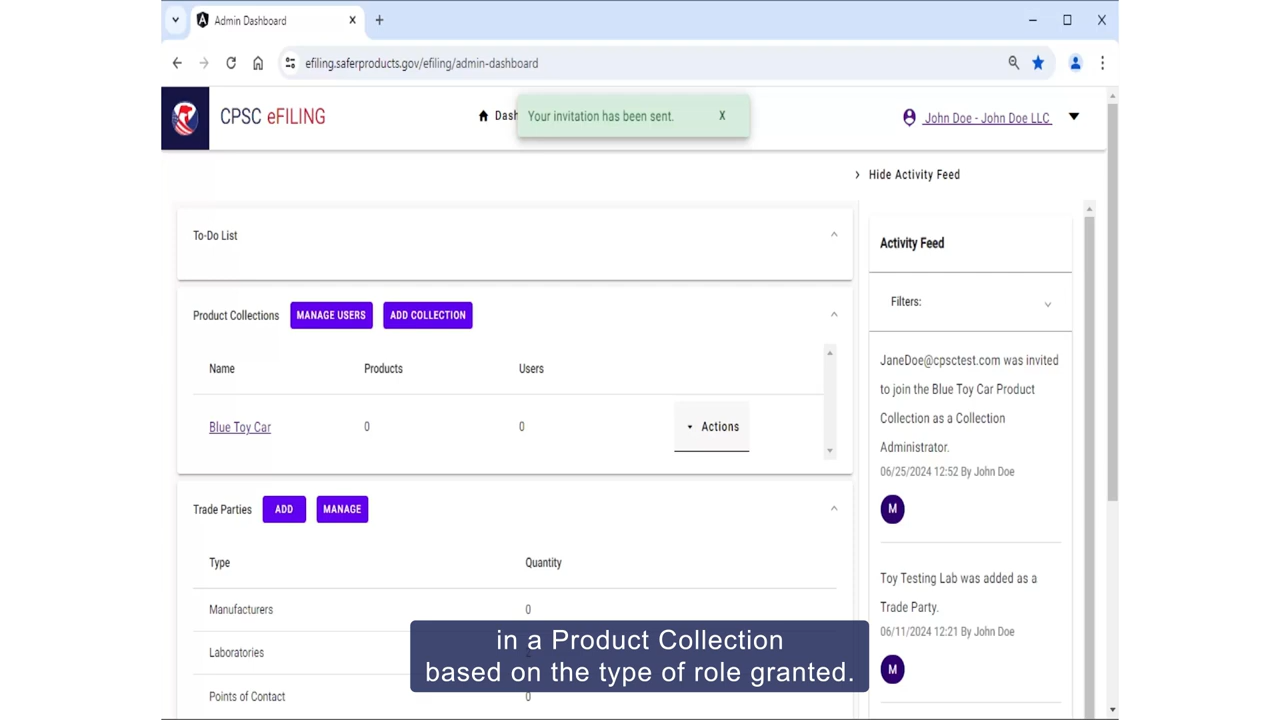 Admin Dashboard
efiling.saferproducts.gov/efiling/admin-dashboard
CPSC eFILING
Dash
Your invitation has been sent.
X
John Doe - John Doe LLC
Hide Activity Feed
To-Do List
Product Collections
MANAGE USERS
ADD COLLECTION
Name
Products
Users
Blue Toy Car
0
0
Actions
Trade Parties
ADD
MANAGE
Type
Quantity
Manufacturers
0
Laboratories
Points of Contact
0
Activity Feed
Filters:
JaneDoe@cpsctest.com was invited
to join the Blue Toy Car Product
Collection as a Collection
Administrator.
06/25/2024 12:52 By John Doe
M
Toy Testing Lab was added as a
Trade Party.
06/11/2024 12:21 By John Doe
M
in a Product Collection
based on the type of role granted.